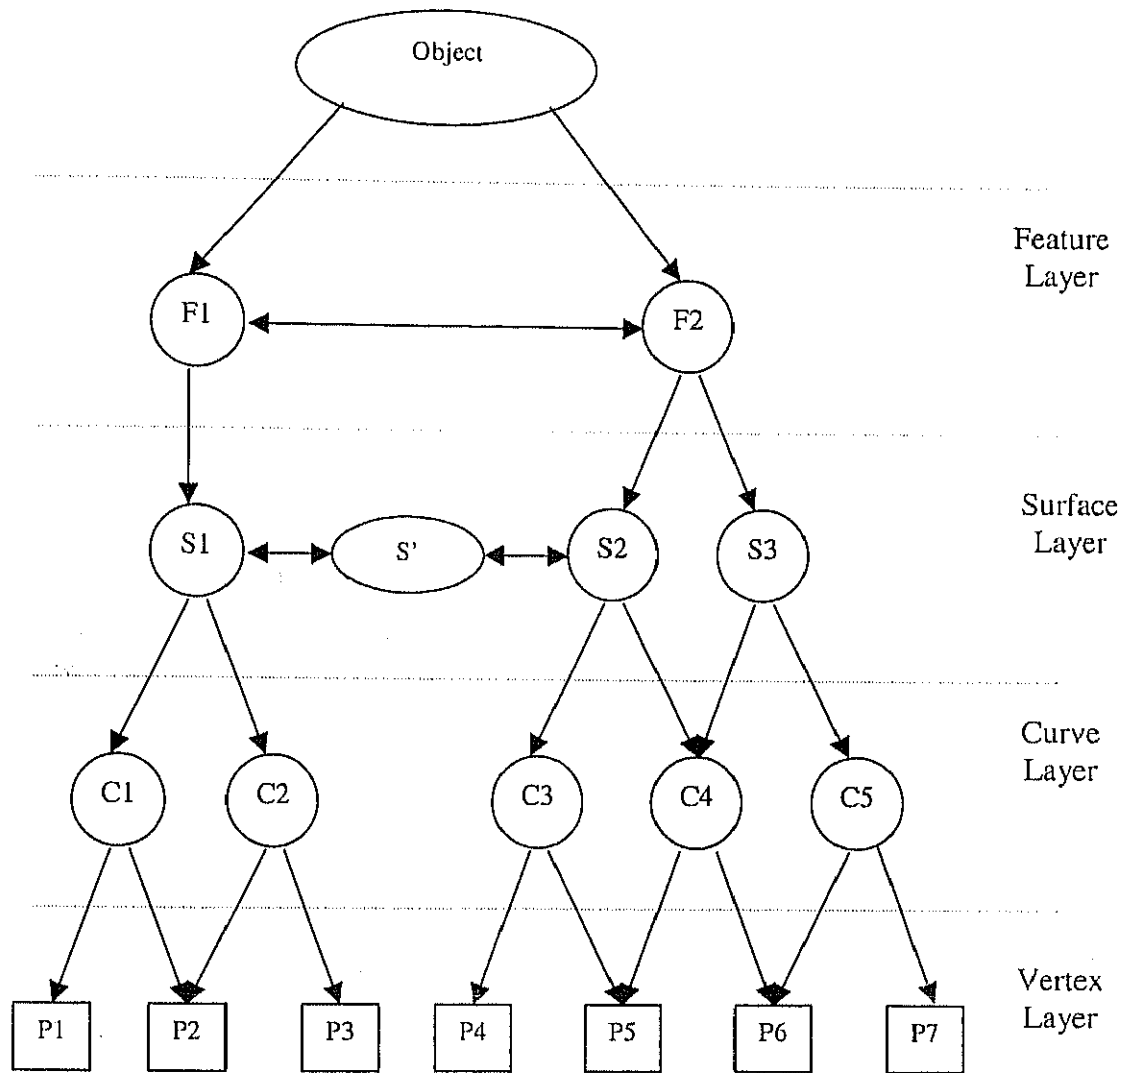 Object
Feature
Layer
F1
F2
Surface
Layer
S1
S'
S2
S3
Curve
Layer
C1
C2
C3
C4
C5
Vertex
Layer
P1
P2
P3
P4
P5
P6
P7